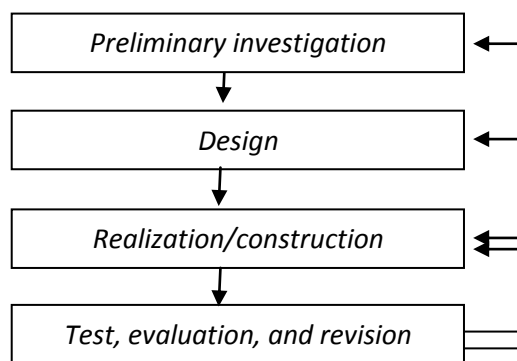 Preliminary investigation
Design
Realization/construction
Test, evaluation, and revision